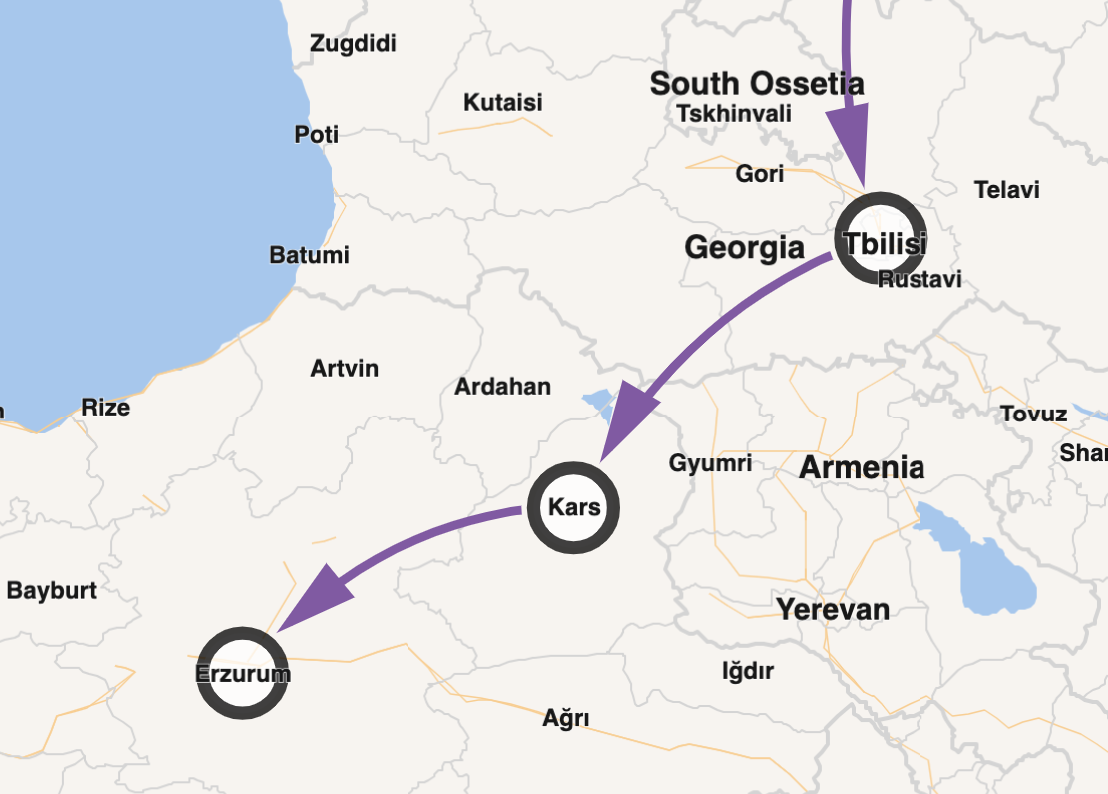 Zugdidi
South Ossetia
Kutaisi
Tskhinvali
Poti
Gori
Telavi
Georgia
Tbilisi
Batumi
Rustavi
Artvin
Ardahan
Rize
Tovuz
Gyumri
Armenia
Kars
Bayburt
Yerevan
Erzurum
Iğdır
Ağrı